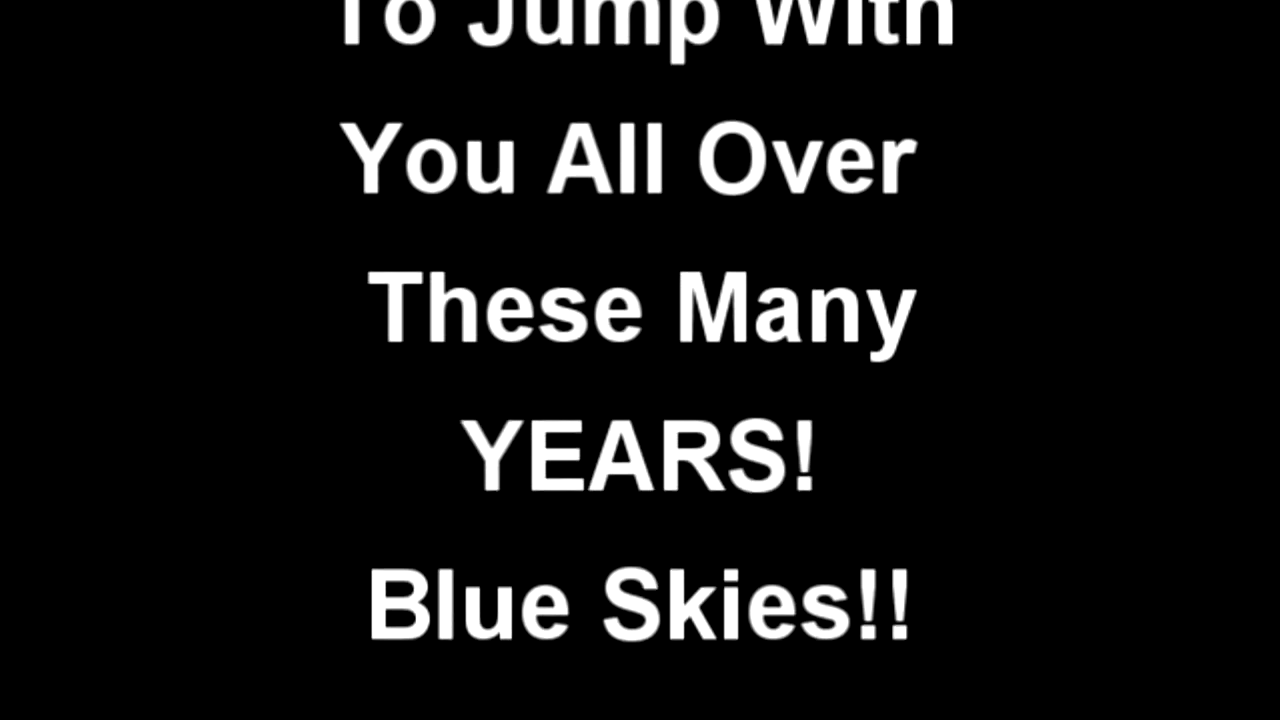 To Jump With
You All Over
These Many
YEARS!
Blue Skies!!